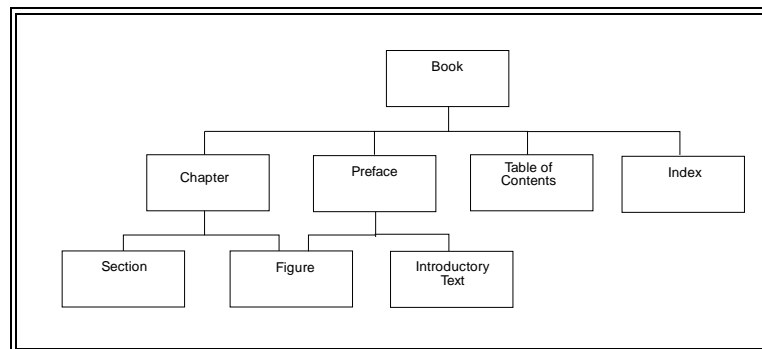 Book
Chapter
Preface
Table of
Contents
Index
Section
Figure
Introductory
Text